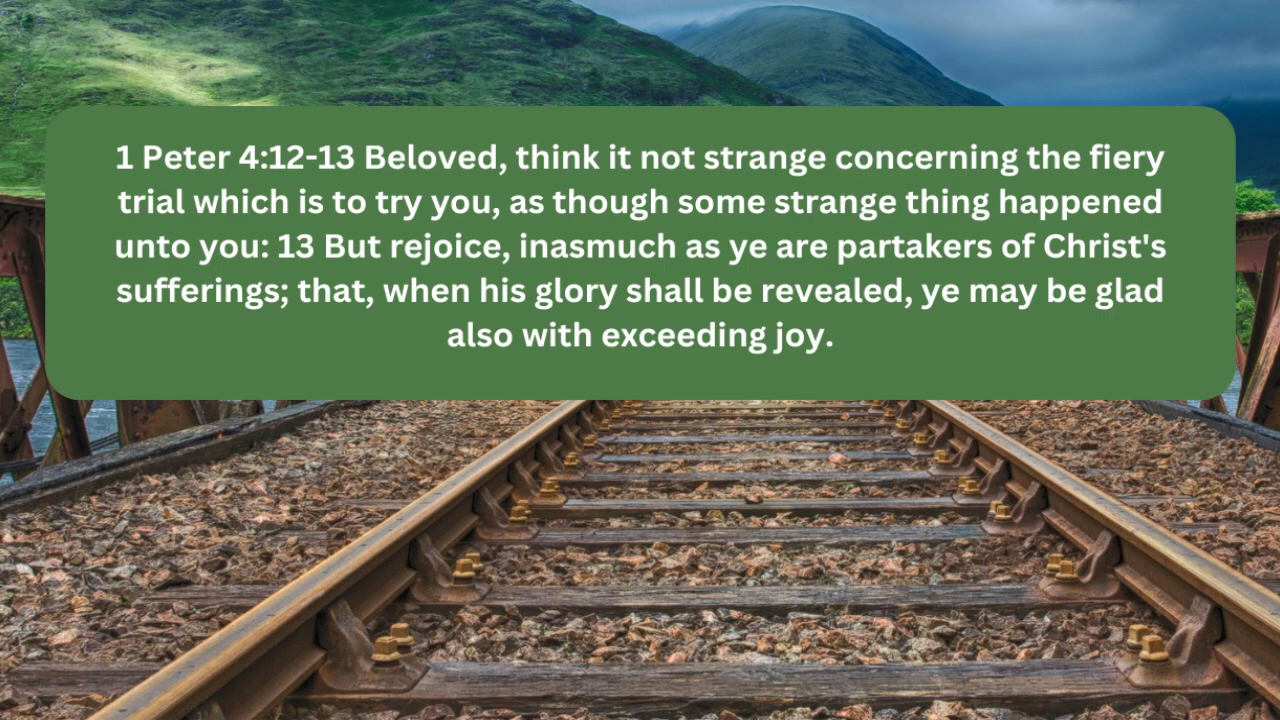 1 Peter 4:12-13 Beloved, think it not strange concerning the fiery
trial which is to try you, as though some strange thing happened
unto you: 13 But rejoice, inasmuch as ye are partakers of Christ's
sufferings; that, when his glory shall be revealed, ye may be glad
also with exceeding joy.